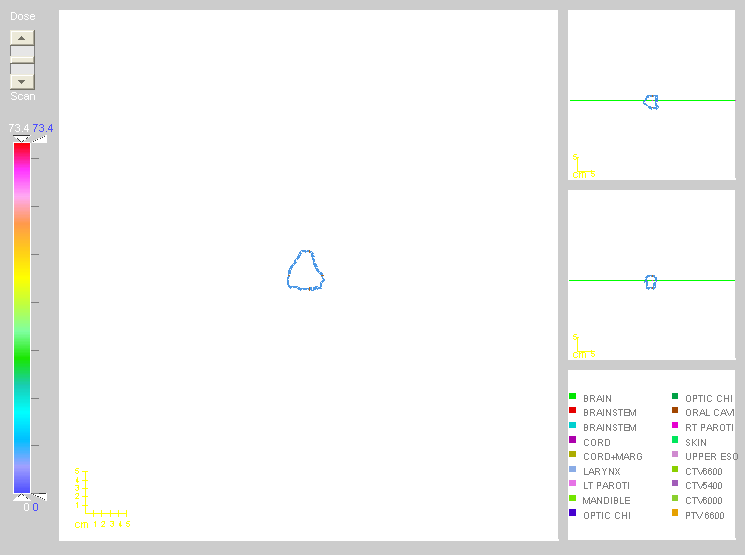 Dose
Scan
73.4 73.4
0 0
5
4
3
2
1
cm 1 2 3 4 5
5
cm 5
5
cm 5
BRAIN
BRAINSTEM
BRAINSTEM
CORD
CORD+MARG
LARYNX
LT PAROTI
MANDIBLE
OPTIC CHI
OPTIC CHI
ORAL CAVI
RT PAROTI
SKIN
UPPER ESO
CTV6600
CTV5400
CTV6000
PTV6600